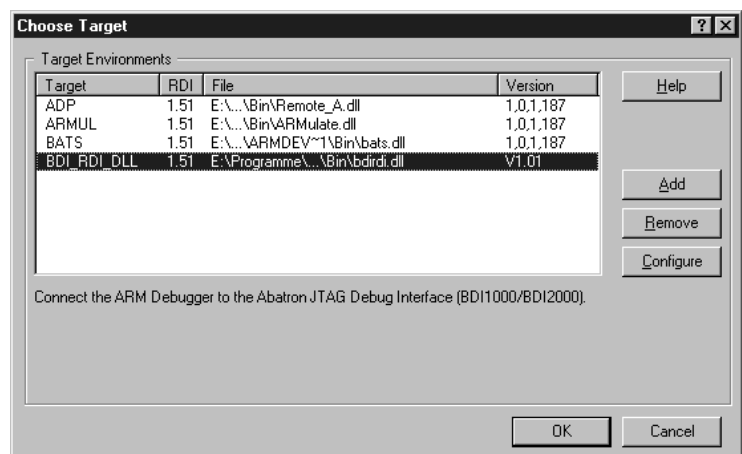 Choose Target
Target Environments
Target RDI File Version
ADP 1.51 E:\...\Bin\Remote_A.dll 1,0,1,187
ARMUL 1.51 E:\...\Bin\ARMulate.dll 1,0,1,187
BATS 1.51 E:\...\ARMDEV~1\Bin\bats.dll 1,0,1,187
BDI_RDI_DLL 1.51 E:\Programme\...\Bin\bdirdi.dll V1.01
Help
Add
Remove
Configure
Connect the ARM Debugger to the Abatron JTAG Debug Interface (BDI1000/BDI2000).
OK Cancel